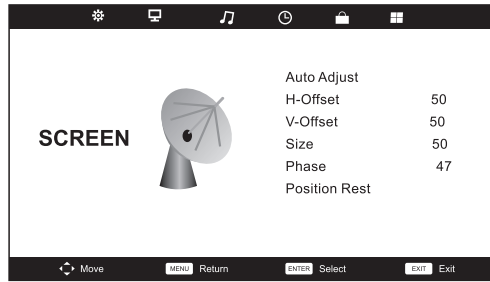 SCREEN
Auto Adjust
H-Offset 50
V-Offset 50
Size 50
Phase 47
Position Rest
Move MENU Return ENTER Select EXIT Exit